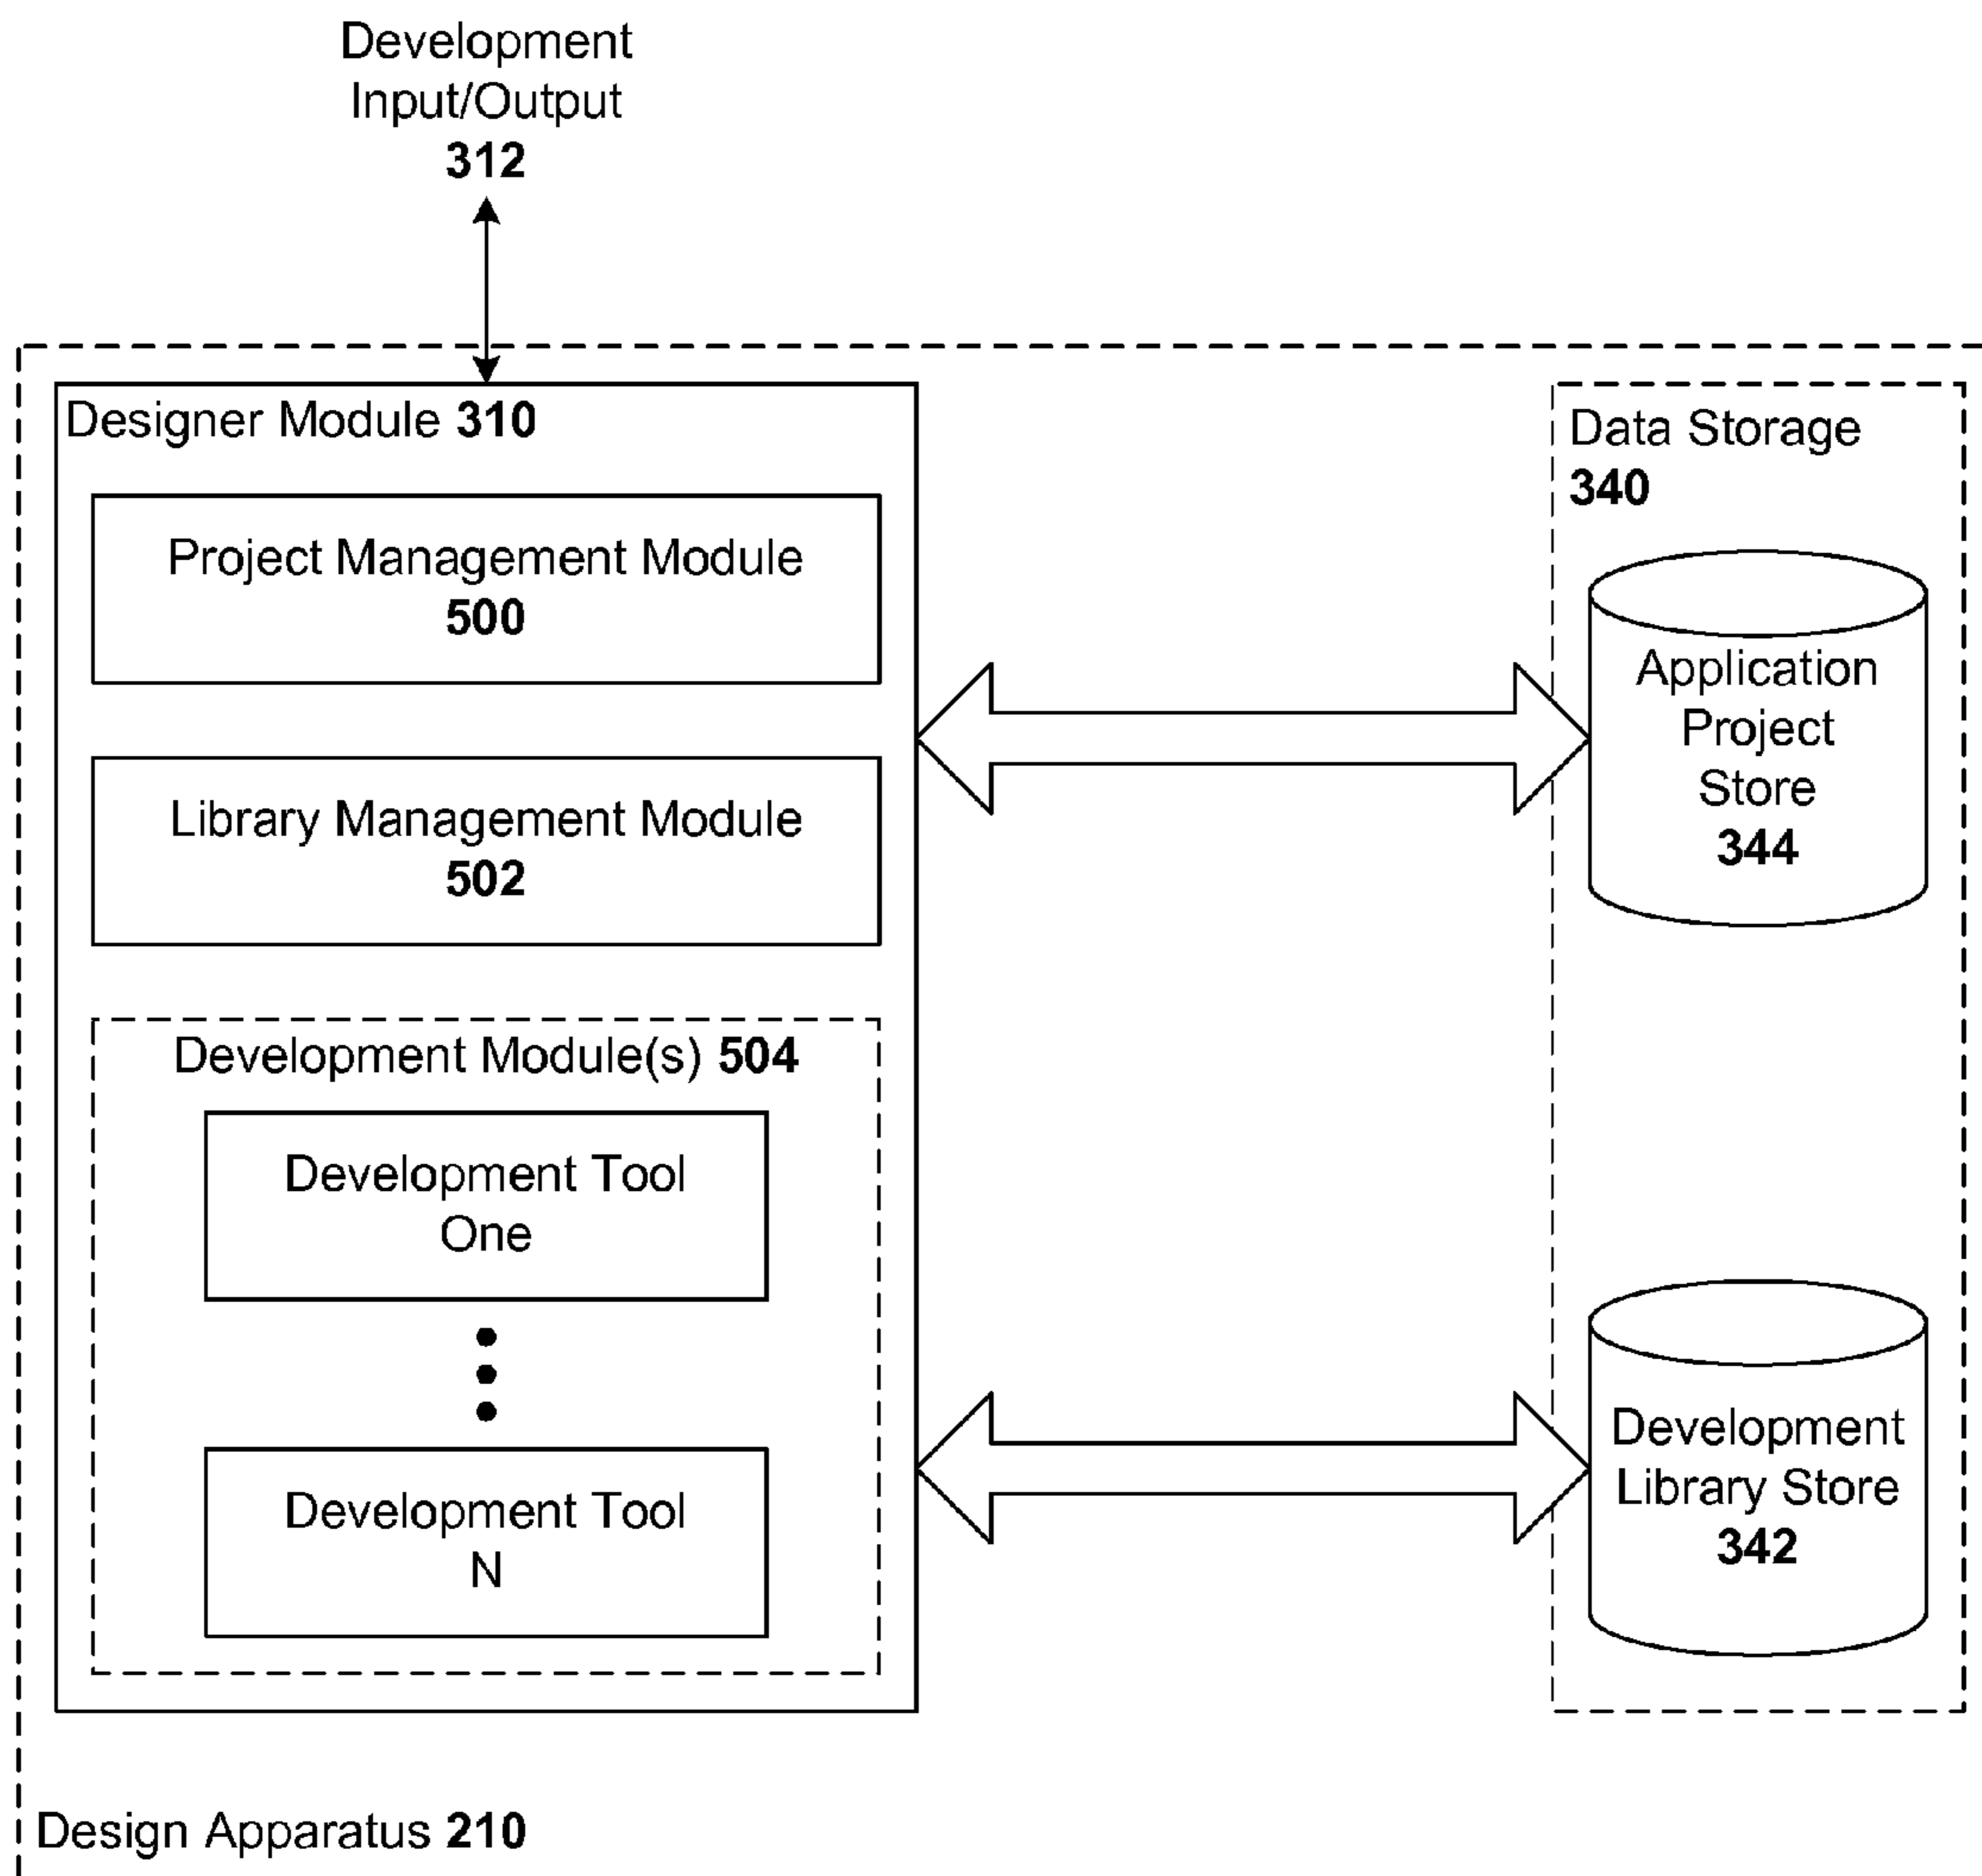 Development
Input/Output
312
Designer Module 310
Project Management Module
500
Library Management Module
502
Development Module(s) 504
Development Tool
One
Development Tool
N
Data Storage
340
Application
Project
Store
344
Development
Library Store
342
Design Apparatus 210